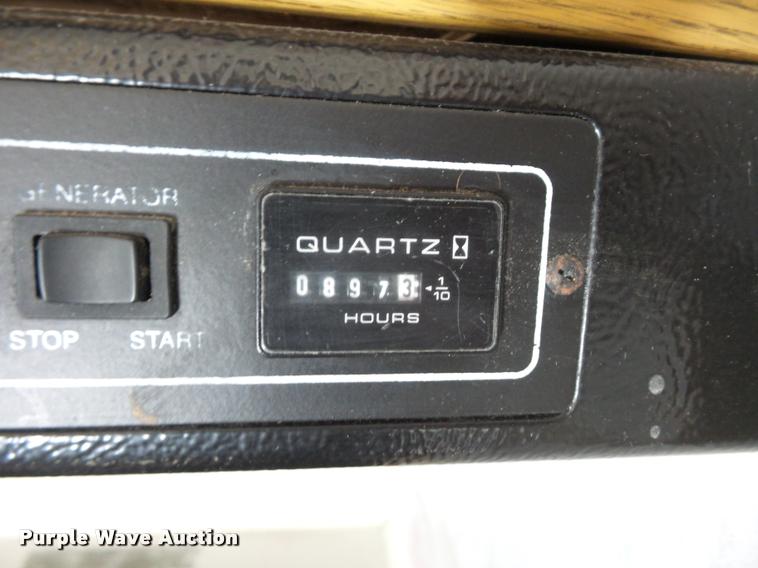 GENERATOR
STOP START
QUARTZ
0 8 9 7 3 1/10
HOURS
Purple Wave Auction